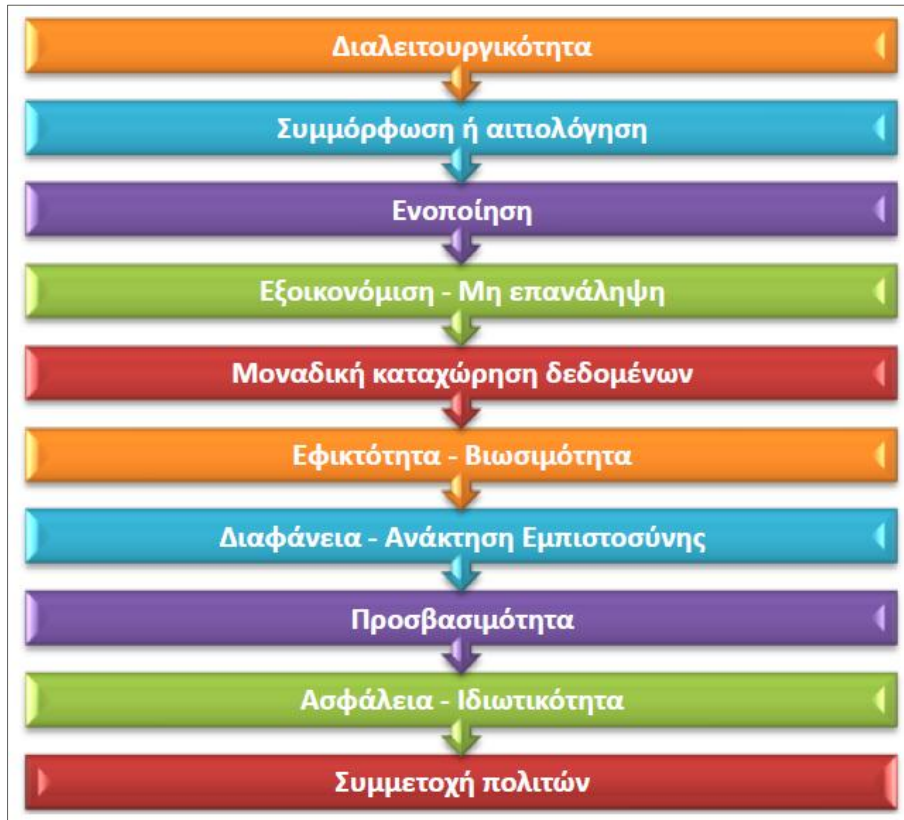 Διαλειτουργικότητα
Συμμόρφωση ή αιτιολόγηση
Ενοποίηση
Εξοικονόμιση - Μη επανάληψη
Μοναδική καταχώρηση δεδομένων
Εφικτότητα - Βιωσιμότητα
Διαφάνεια - Ανάκτηση Εμπιστοσύνης
Προσβασιμότητα
Ασφάλεια - Ιδιωτικότητα
Συμμετοχή πολιτών